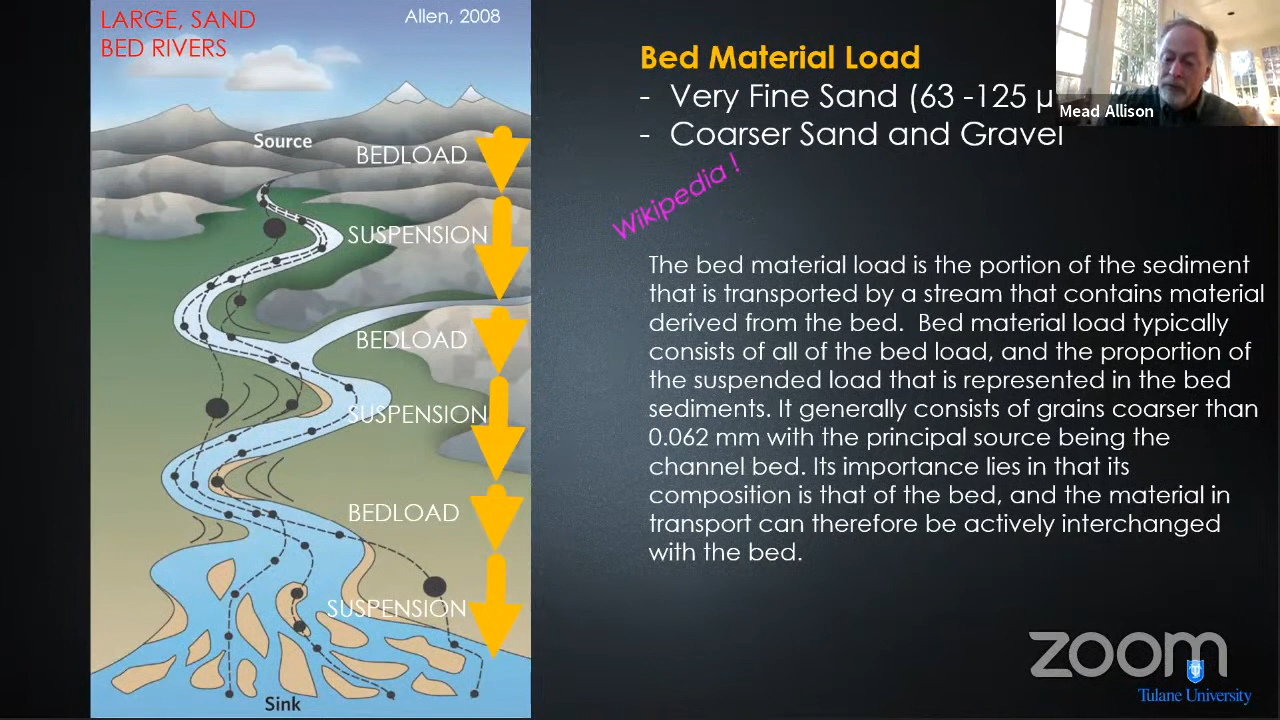 LARGE, SAND
BED RIVERS
Allen, 2008
Source
BEDLOAD
SUSPENSION
BEDLOAD
SUSPENSION
BEDLOAD
SUSPENSION
Sink
Bed Material Load
- Very Fine Sand (63 -125 µ
- Coarser Sand and Gravel
Mead Allison
Wikipedia !
The bed material load is the portion of the sediment
that is transported by a stream that contains material
derived from the bed. Bed material load typically
consists of all of the bed load, and the proportion of
the suspended load that is represented in the bed
sediments. It generally consists of grains coarser than
0.062 mm with the principal source being the
channel bed. Its importance lies in that its
composition is that of the bed, and the material in
transport can therefore be actively interchanged
with the bed.
zoom
Tulane University